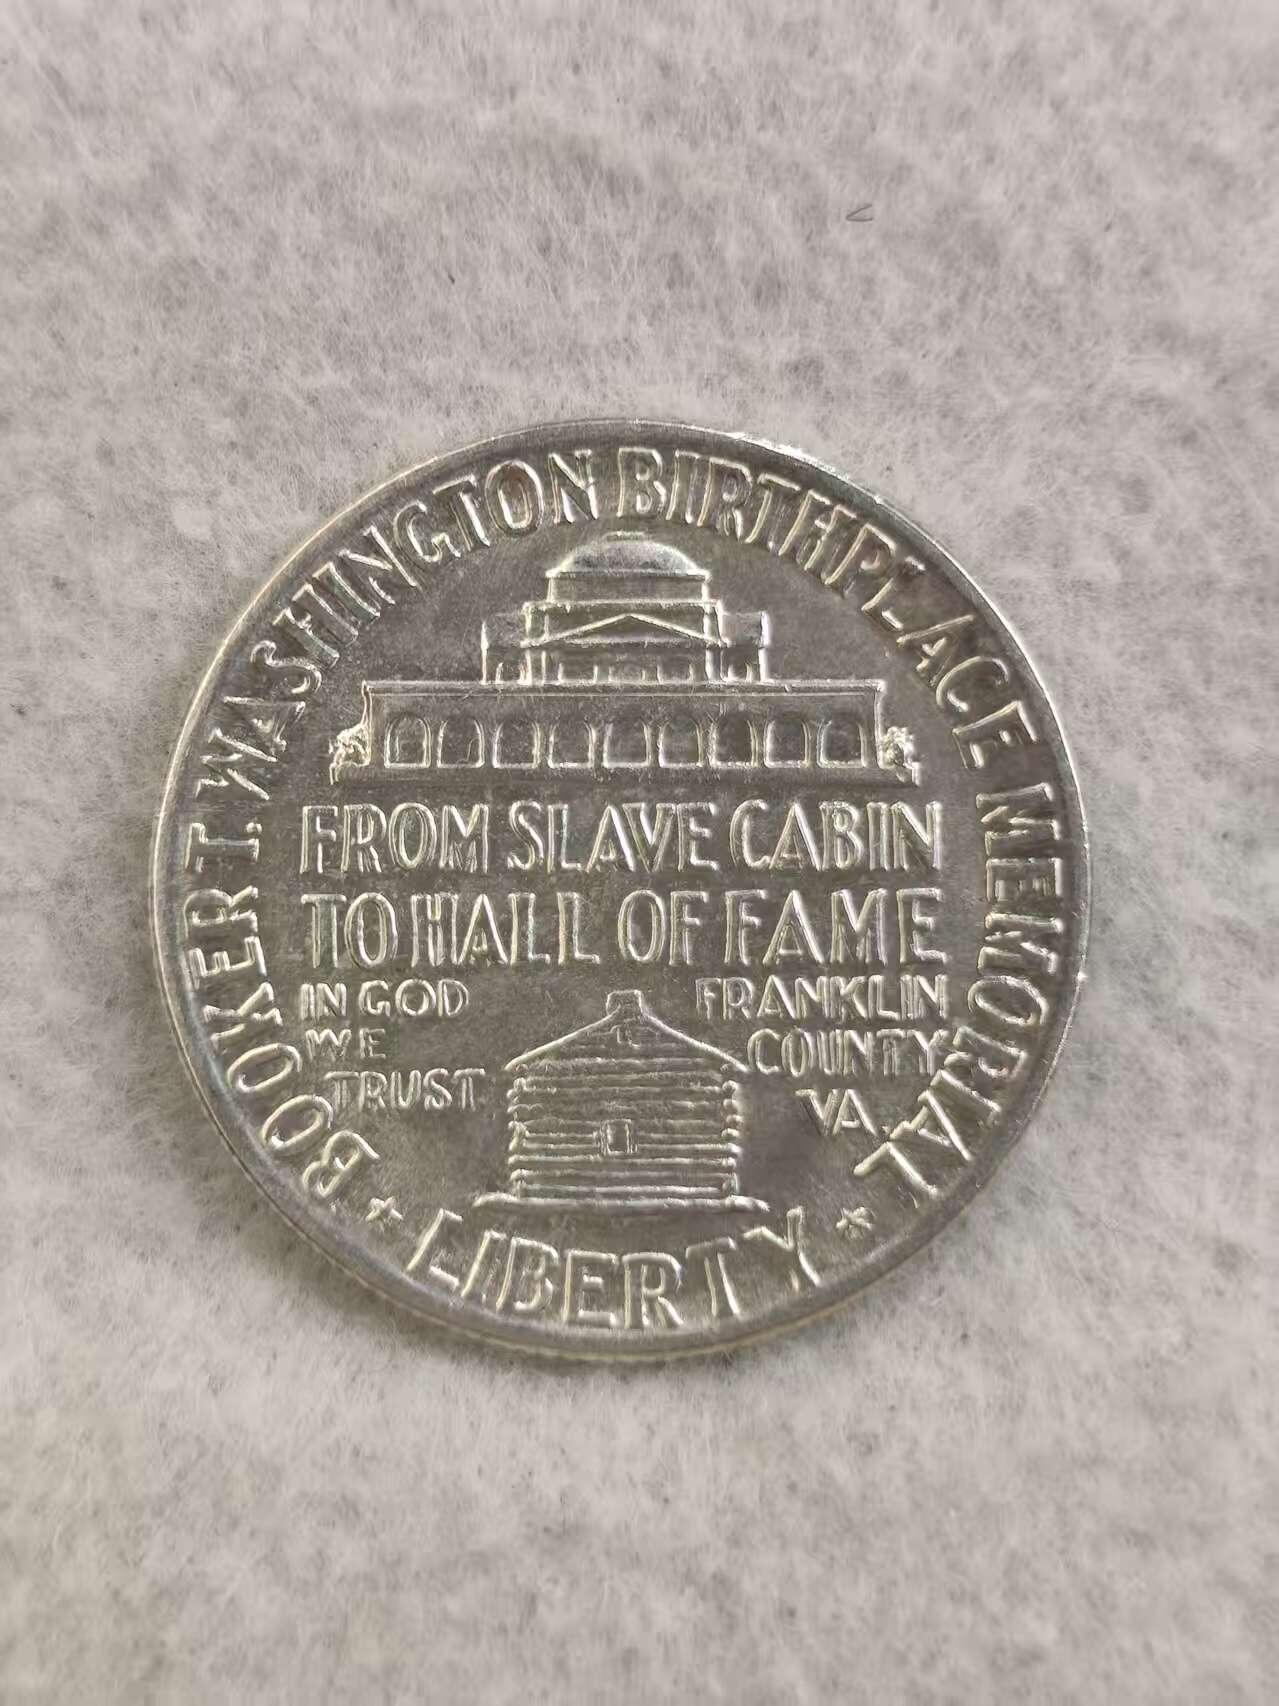 BOOKER T. WASHINGTON BIRTHPLACE MEMORIAL
FROM SLAVE CABIN
TO HALL OF FAME
IN GOD
WE
TRUST
FRANKLIN
COUNTY
VA.
* LIBERTY *